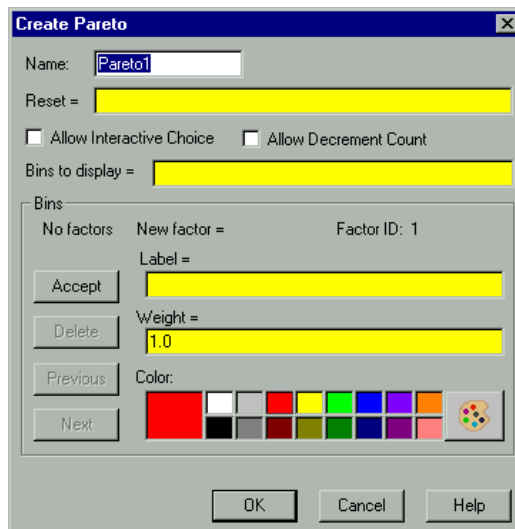 Create Pareto
Name: Pareto1
Reset =
Allow Interactive Choice Allow Decrement Count
Bins to display =
Bins
No factors New factor = Factor ID: 1
Label =
Accept
Weight =
Delete 1.0
Previous Color:
Next
OK Cancel Help